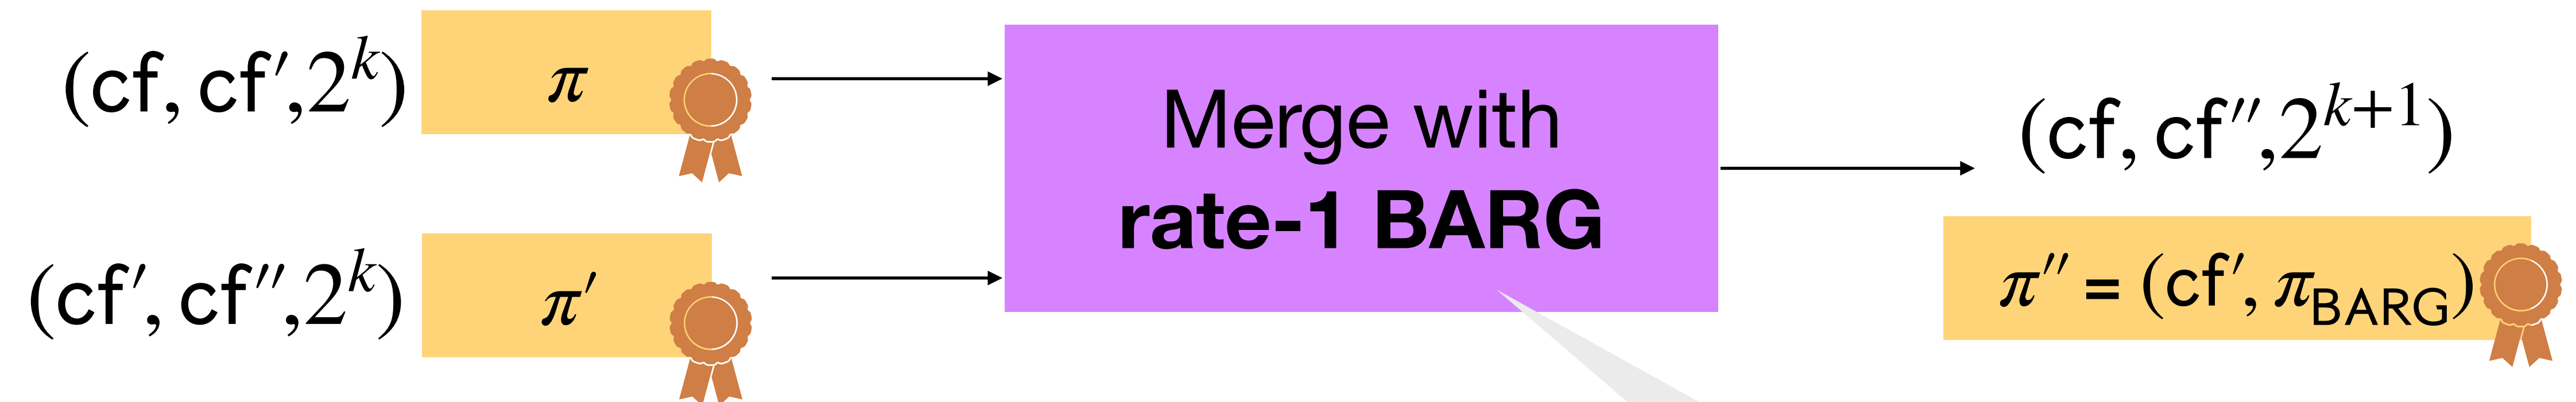 (cf, cf′,2^k)
π
(cf′, cf″,2^k)
π′
Merge with
rate-1 BARG
(cf, cf″,2^{k+1})
π″ = (cf′, π_BARG)